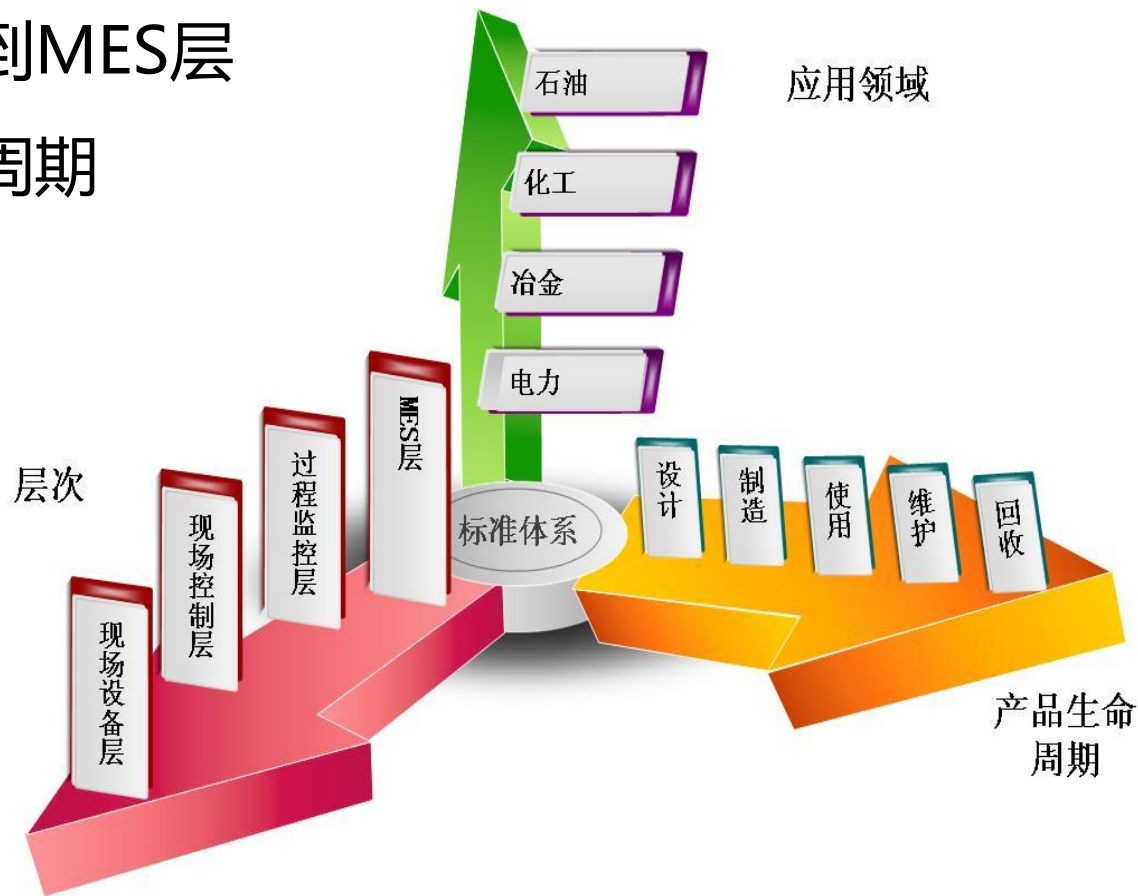 到MES层
周期
应用领域
石油
化工
冶金
电力
层次
MES层
过程监控层
现场控制层
现场设备层
标准体系
设计
制造
使用
维护
回收
产品生命
周期